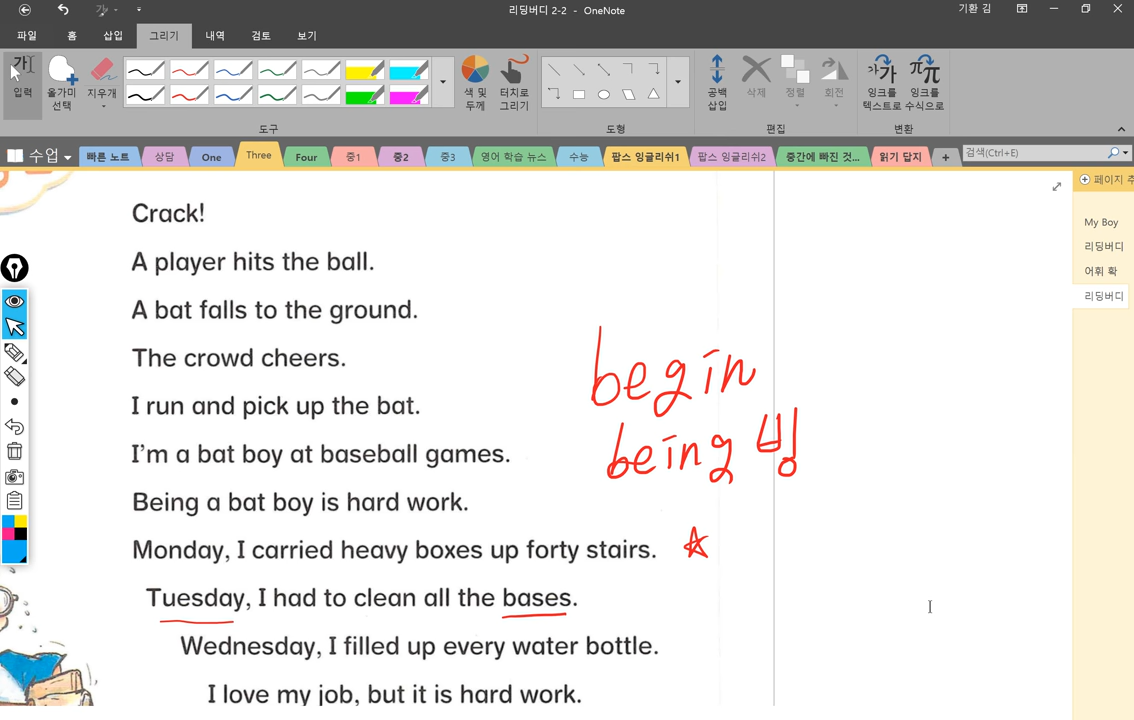 리딩버디 2-2 - OneNote
기환 김
파일 홈 삽입 그리기 내역 검토 보기
입력
올가미 선택
지우개
색 및 두께
터치로 그리기
공백 삽입
삭제
정렬
회전
잉크를 텍스트로
잉크를 수식으로
도구
도형
편집
변환
수업
빠른 노트
상담
One
Three
Four
중1
중2
중3
영어 학습 뉴스
수능
팝스 잉글리쉬1
팝스 잉글리쉬2
중간에 빠진 것...
읽기 답지
검색(Ctrl+E)
페이지 추
My Boy
리딩버디
어휘 확
리딩버디
Crack!
A player hits the ball.
A bat falls to the ground.
The crowd cheers.
I run and pick up the bat.
I'm a bat boy at baseball games.
Being a bat boy is hard work.
Monday, I carried heavy boxes up forty stairs.
Tuesday, I had to clean all the bases.
Wednesday, I filled up every water bottle.
I love my job, but it is hard work.
begin
being 빙